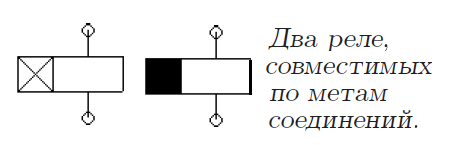 Два реле,
совместимых
по метам
соединений.